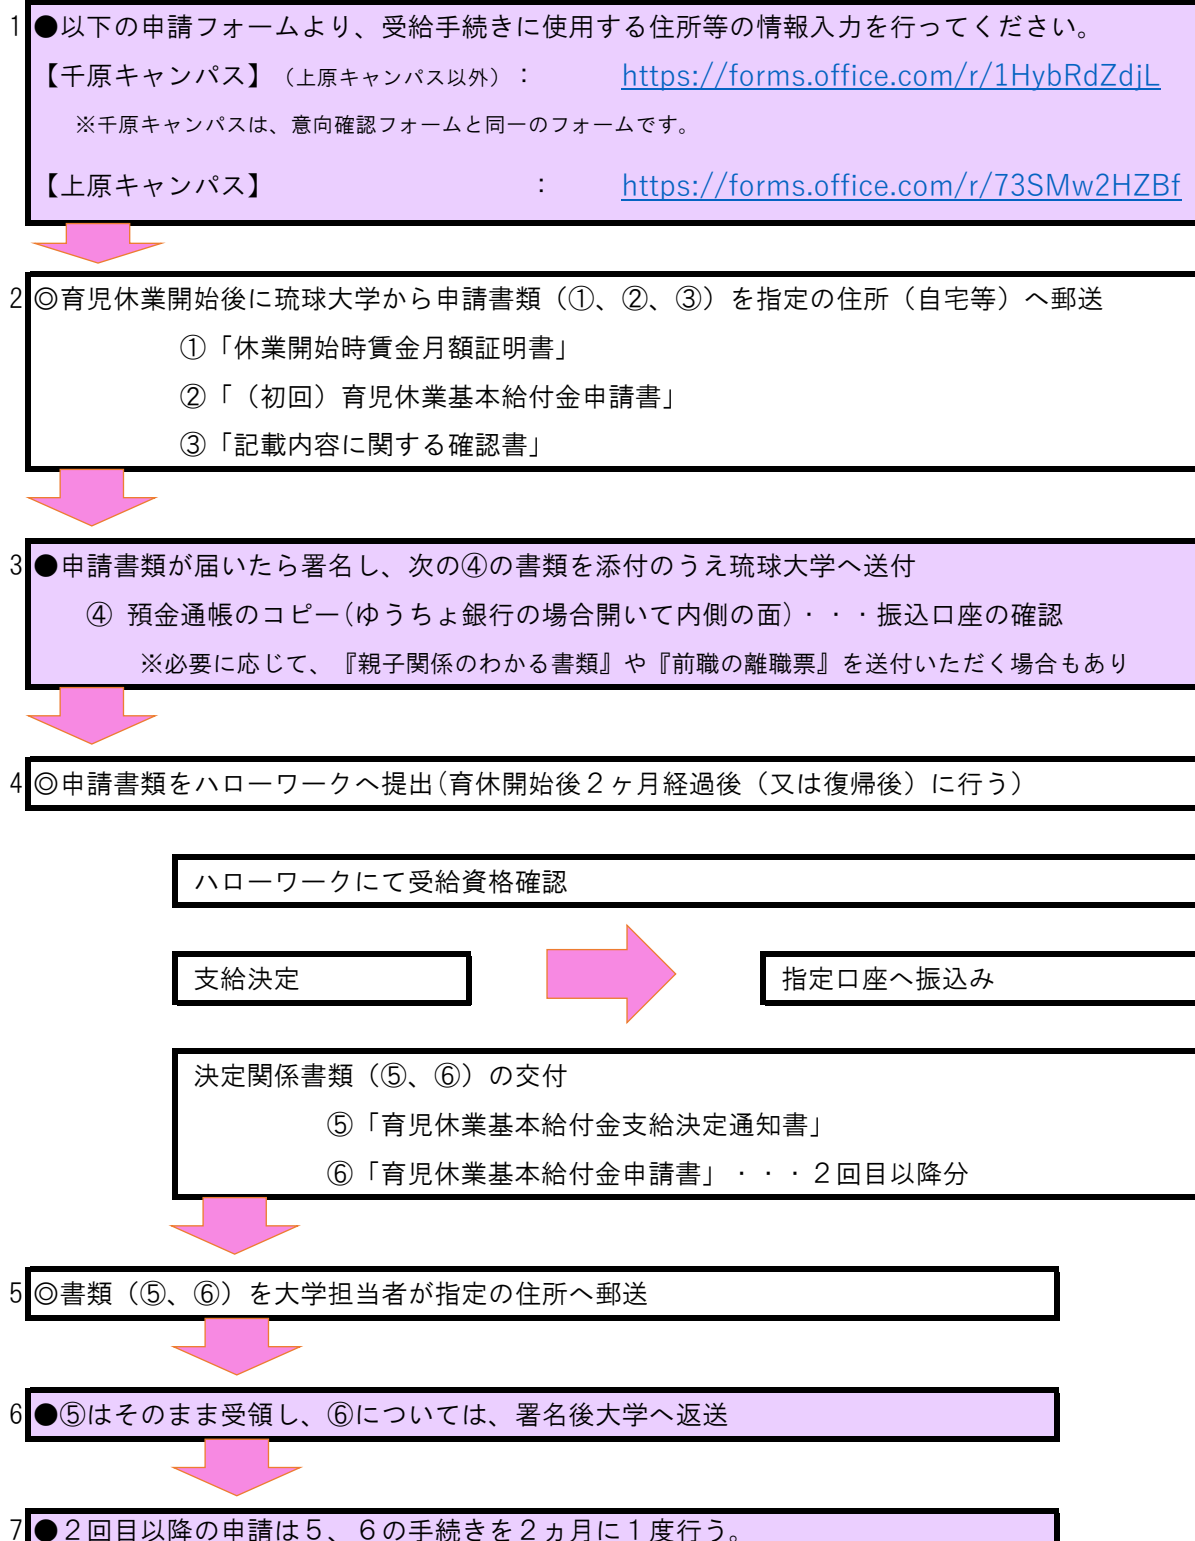 1 ●以下の申請フォームより、受給手続きに使用する住所等の情報入力を行ってください。
【千原キャンパス】（上原キャンパス以外）： https://forms.office.com/r/1HybRdZdjL
※千原キャンパスは、意向確認フォームと同一のフォームです。
【上原キャンパス】 ： https://forms.office.com/r/73SMw2HZBf
2 ◎育児休業開始後に琉球大学から申請書類（①、②、③）を指定の住所（自宅等）へ郵送
①「休業開始時賃金月額証明書」
②「（初回）育児休業基本給付金申請書」
③「記載内容に関する確認書」
3 ●申請書類が届いたら署名し、次の④の書類を添付のうえ琉球大学へ送付
④ 預金通帳のコピー(ゆうちょ銀行の場合開いて内側の面)・・・振込口座の確認
※必要に応じて、『親子関係のわかる書類』や『前職の離職票』を送付いただく場合もあり
4 ◎申請書類をハローワークへ提出(育休開始後２ヶ月経過後（又は復帰後）に行う)
ハローワークにて受給資格確認
支給決定 指定口座へ振込み
決定関係書類（⑤、⑥）の交付
⑤「育児休業基本給付金支給決定通知書」
⑥「育児休業基本給付金申請書」・・・２回目以降分
5 ◎書類（⑤、⑥）を大学担当者が指定の住所へ郵送
6 ●⑤はそのまま受領し、⑥については、署名後大学へ返送
7 ●２回目以降の申請は５、６の手続きを２ヵ月に１度行う。